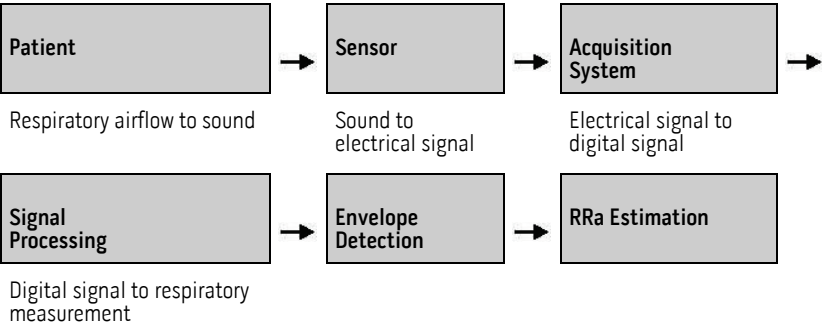 Patient
Sensor
Acquisition
System
Respiratory airflow to sound
Sound to
electrical signal
Electrical signal to
digital signal
Signal
Processing
Envelope
Detection
RRa Estimation
Digital signal to respiratory
measurement